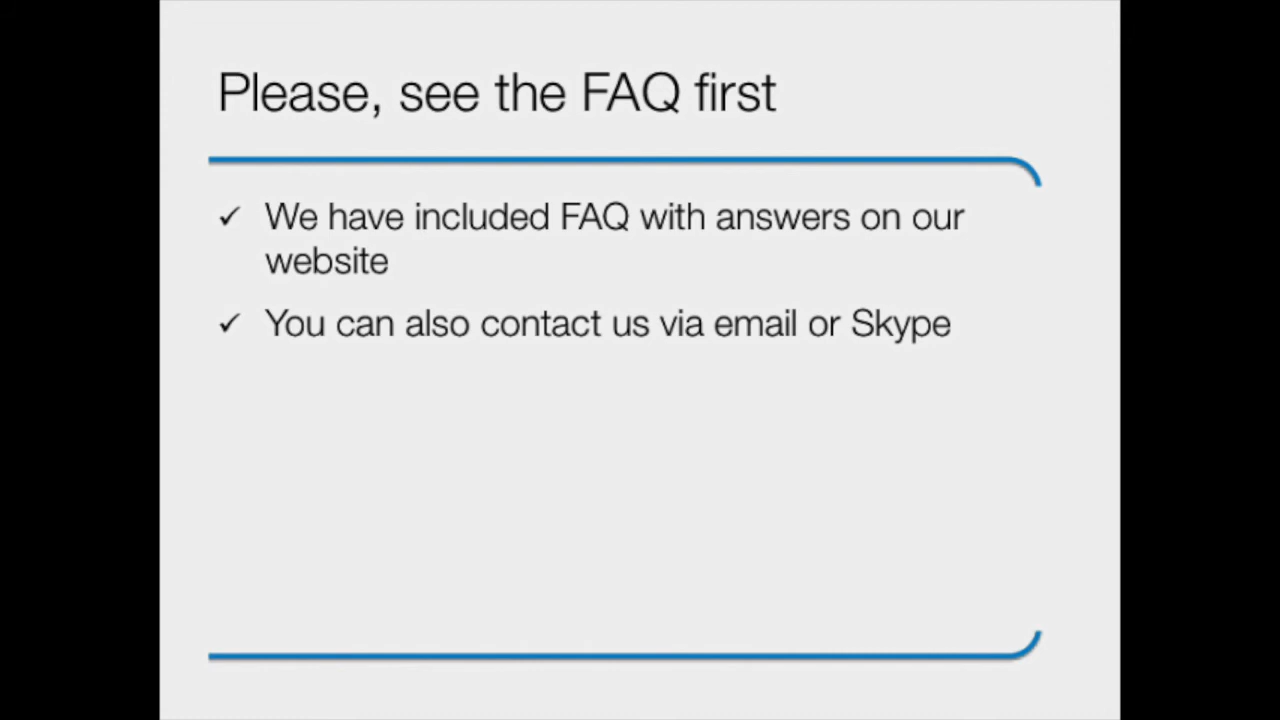 Please, see the FAQ first
✓ We have included FAQ with answers on our
website
✓ You can also contact us via email or Skype